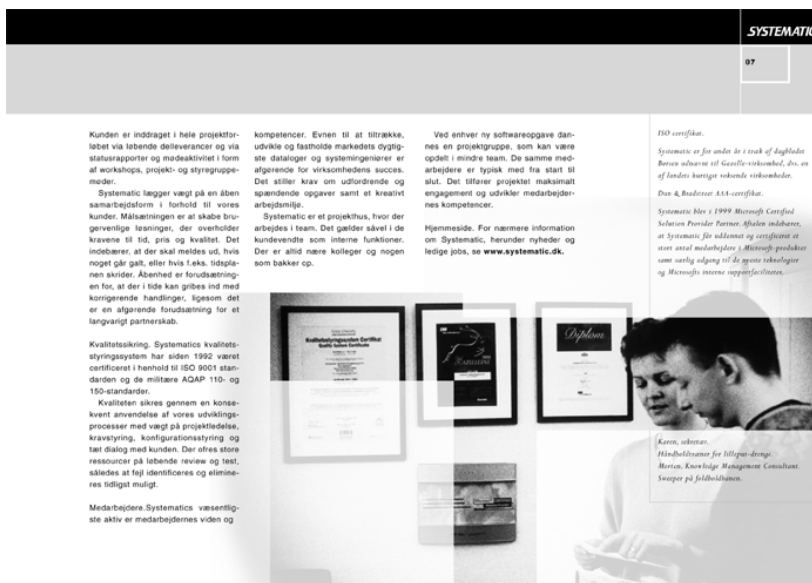 SYSTEMATIC
07
Kunden er inddraget i hele projektfor-
løbet via løbende delleverancer og via
statusrapporter og mødeaktivitet i form
af workshops, projekt- og styregruppe-
møder.
Systematic lægger vægt på en åben
samarbejdsform i forhold til vores
kunder. Målsætningen er at skabe bru-
gervenlige løsninger, der overholder
kravene til tid, pris og kvalitet. Det
indebærer, at der skal meldes ud, hvis
noget går galt, eller hvis f.eks. tidspla-
nen skrider. Åbenhed er forudsætning-
en for, at der i tide kan gribes ind med
korrigerende handlinger, ligesom det
er en afgørende forudsætning for et
langvarigt partnerskab.
Kvalitetssikring. Systematics kvalitets-
styringssystem har siden 1992 været
certificeret i henhold til ISO 9001 stan-
darden og de militære AQAP 110- og
150-standarder.
Kvaliteten sikres gennem en konse-
kvent anvendelse af vores udviklings-
processer med vægt på projektledelse,
kravstyring, konfigurationsstyring og
tæt dialog med kunden. Der ofres store
ressourcer på løbende review og test,
således at fejl identificeres og elimine-
res tidligst muligt.
Medarbejdere.Systematics væsentlig-
ste aktiv er medarbejdernes viden og
kompetencer. Evnen til at tiltrække,
udvikle og fastholde markedets dygtig-
ste dataloger og systemingeniører er
afgørende for virksomhedens succes.
Det stiller krav om udfordrende og
spændende opgaver samt et kreativt
arbejdsmiljø.
Systematic er et projekthus, hvor der
arbejdes i team. Det gælder såvel i de
kundevendte som interne funktioner.
Der er altid nære kolleger og nogen
som bakker op.
Ved enhver ny softwareopgave dan-
nes en projektgruppe, som kan være
opdelt i mindre team. De samme med-
arbejdere er typisk med fra start til
slut. Det tilfører projektet maksimalt
engagement og udvikler medarbejder-
nes kompetencer.
Hjemmeside. For nærmere information
om Systematic, herunder nyheder og
ledige jobs, se www.systematic.dk.
ISO certifikat.
Systematic er for andet år i træk af dagbladet
Børsen udnævnt til Gazelle-virksomhed, dvs. en
af landets hurtigst voksende virksomheder.
Dun & Bradstreet AAA-certifikat.
Systematic blev i 1999 Microsoft Certified
Solution Provider Partner. Aftalen indebærer,
at Systematic får uddannet og certificeret et
stort antal medarbejdere i Microsoft-produkter
samt særlig adgang til de nyeste teknologier
og Microsofts interne supportfaciliteter.
Kvalitetsstyringssystem Certifikat
Quality System Certificate
Diplom
Karen, sekretær.
Håndboldtræner for lilleput-drenge.
Morten, Knowledge Management Consultant.
Sweeper på foldboldbanen.